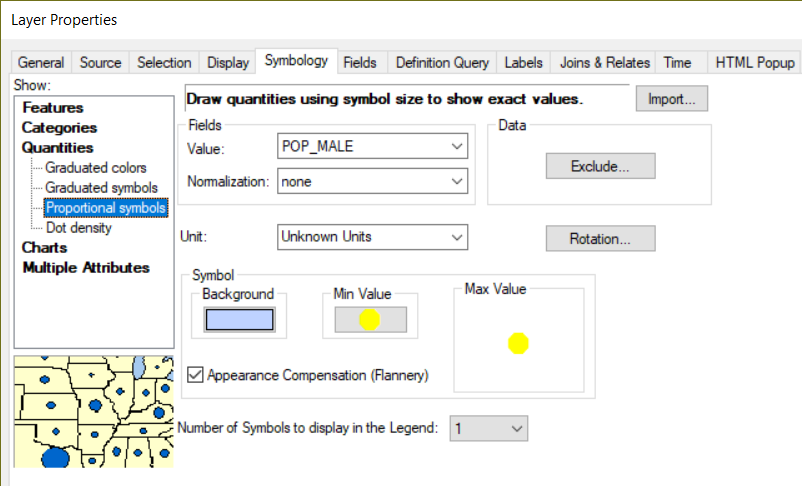 Layer Properties
General Source Selection Display Symbology Fields Definition Query Labels Joins & Relates Time HTML Popup
Show:
Features
Categories
Quantities
Graduated colors
Graduated symbols
Proportional symbols
Dot density
Charts
Multiple Attributes
Draw quantities using symbol size to show exact values.
Import...
Fields
Value: POP_MALE
Normalization: none
Data
Exclude...
Unit: Unknown Units
Rotation...
Symbol
Background
Min Value
Max Value
Appearance Compensation (Flannery)
Number of Symbols to display in the Legend: 1